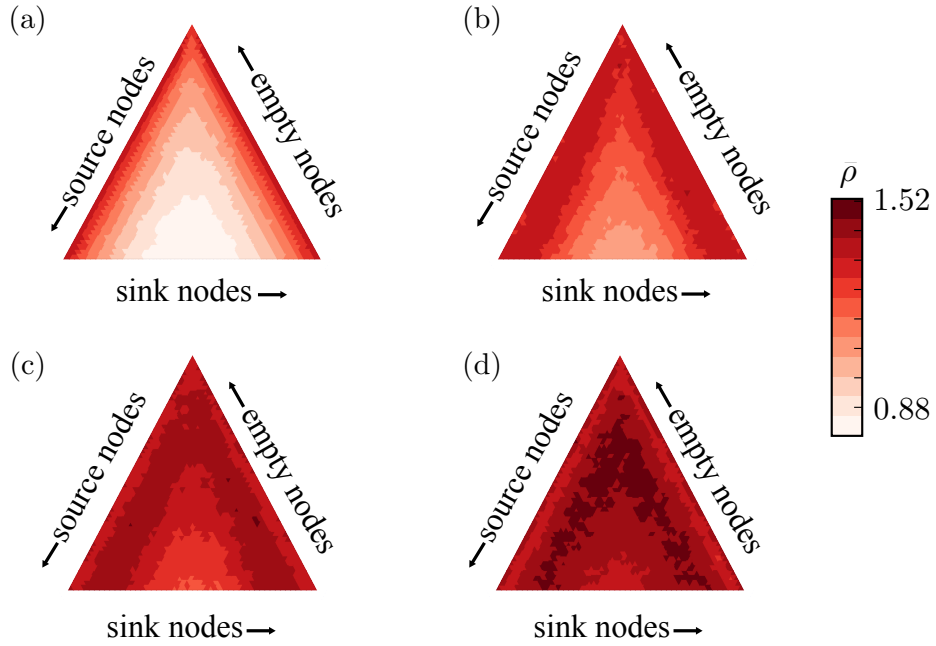 (a)
source nodes
empty nodes
sink nodes
(b)
source nodes
empty nodes
sink nodes
ρ̄
1.52
0.88
(c)
source nodes
empty nodes
sink nodes
(d)
source nodes
empty nodes
sink nodes